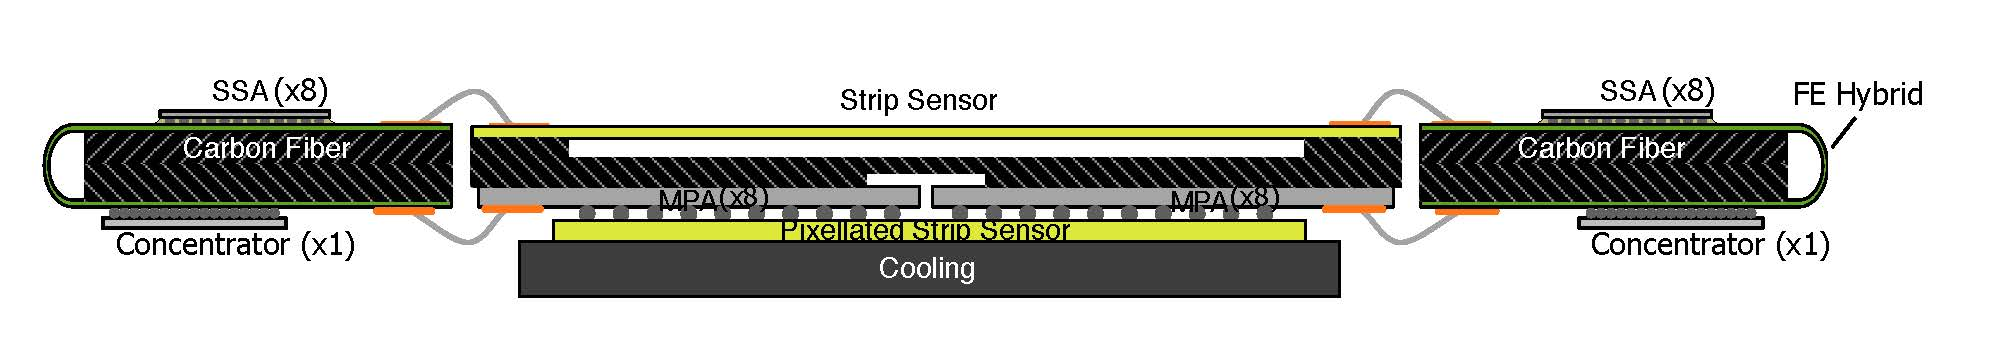 SSA (x8)
Strip Sensor
SSA (x8)
FE Hybrid
Carbon Fiber
Carbon Fiber
MPA(x8)
MPA(x8)
Pixellated Strip Sensor
Concentrator (x1)
Concentrator (x1)
Cooling